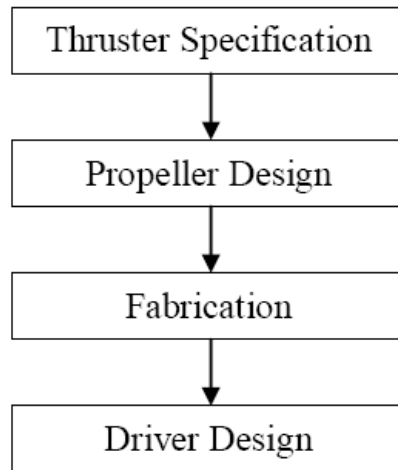 Thruster Specification
Propeller Design
Fabrication
Driver Design